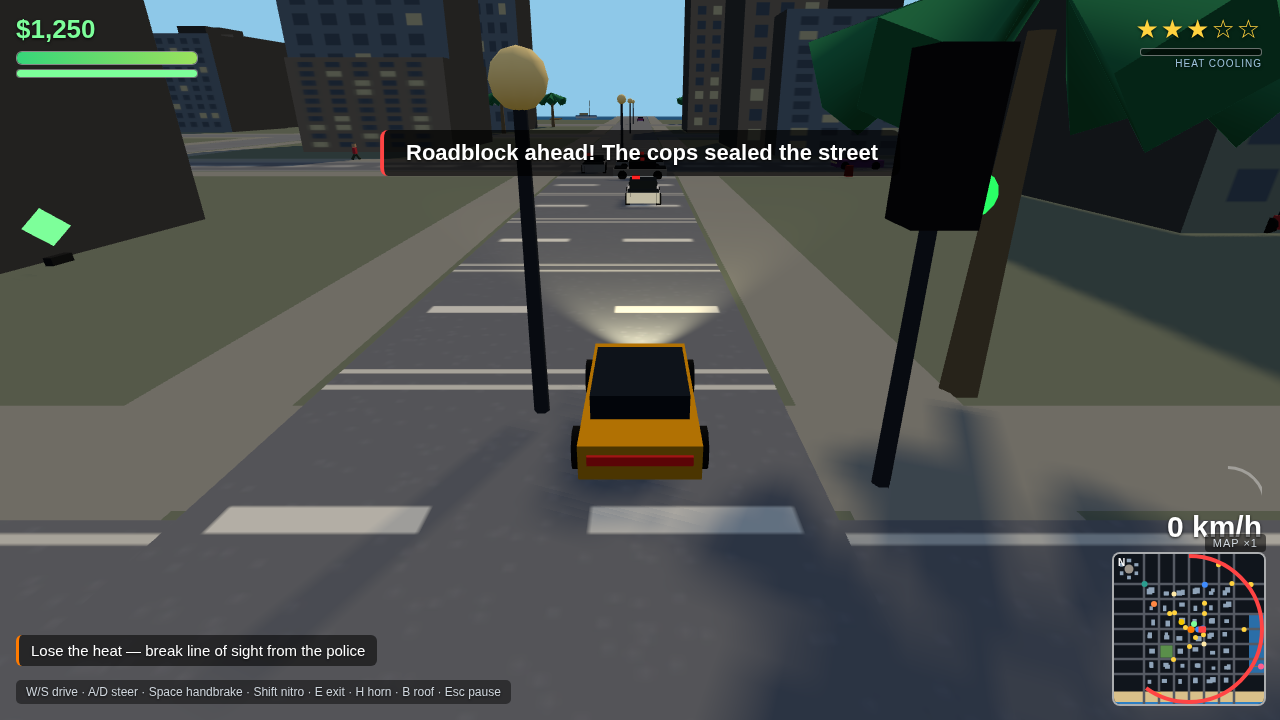 $1,250
★★★☆☆
HEAT COOLING
Roadblock ahead! The cops sealed the street
0 km/h
MAP ×1
N
Lose the heat — break line of sight from the police
W/S drive · A/D steer · Space handbrake · Shift nitro · E exit · H horn · B roof · Esc pause